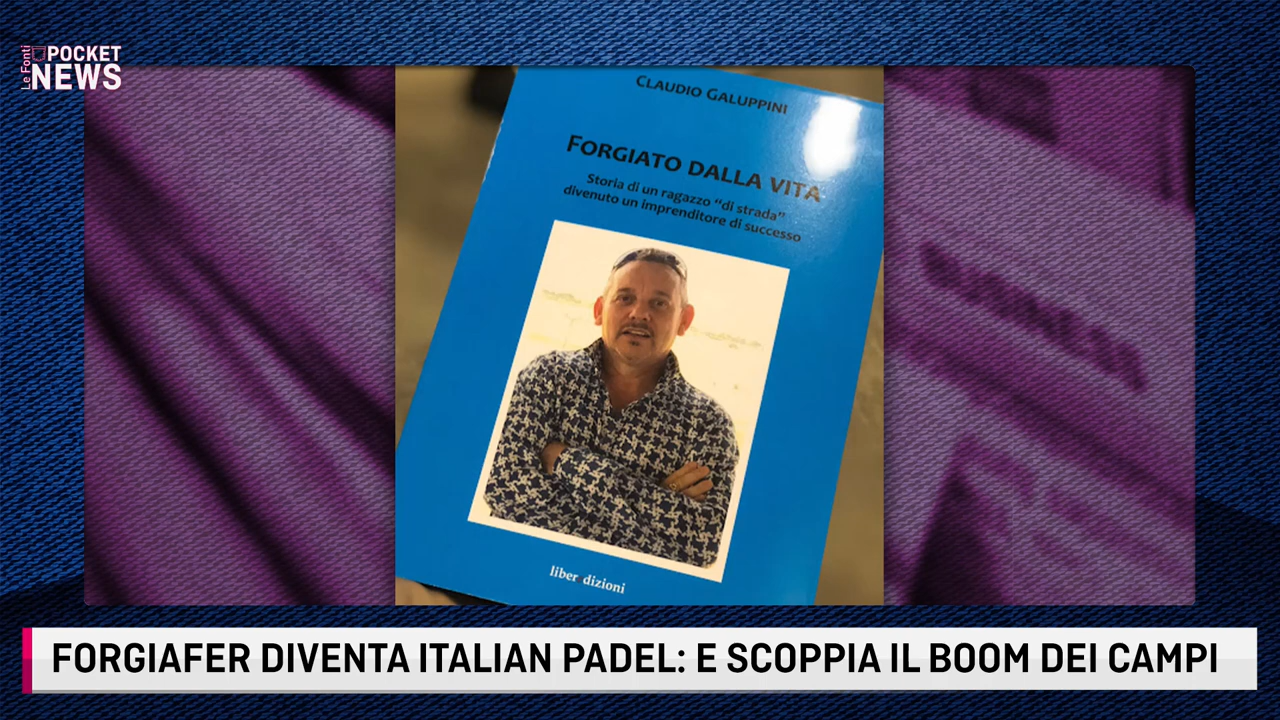 Le Fonti
POCKET
NEWS
CLAUDIO GALUPPINI
FORGIATO DALLA VITA
Storia di un ragazzo “di strada”
divenuto un imprenditore di successo
liber dizioni
FORGIAFER DIVENTA ITALIAN PADEL: E SCOPPIA IL BOOM DEI CAMPI